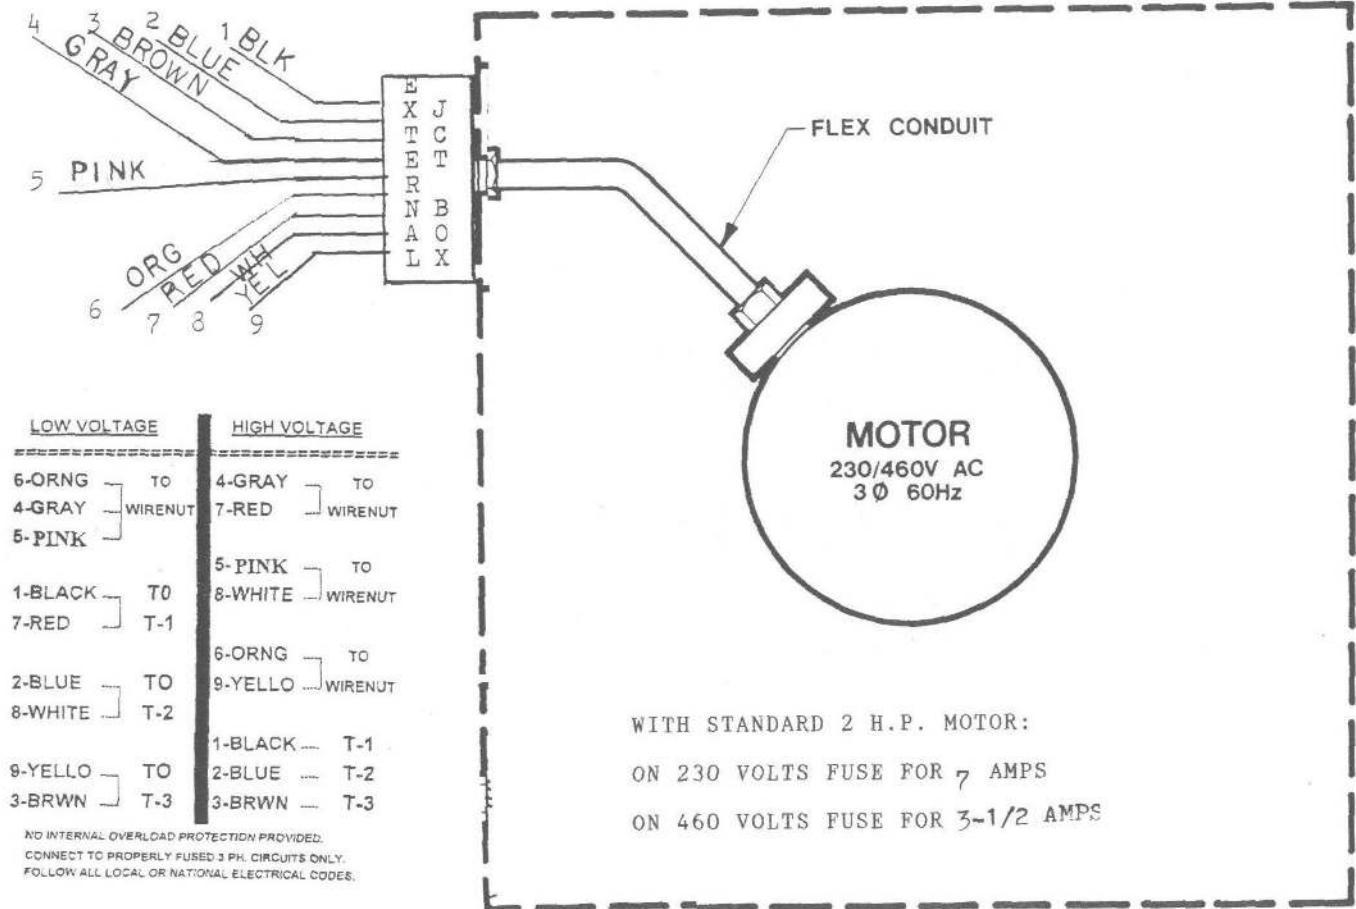 1 BLK
2 BLUE
3 BROWN
4 GRAY
5 PINK
6 ORG
7 RED
8 WH
9 YEL
EXTERNAL
JCT BOX
FLEX CONDUIT
MOTOR
230/460V AC
3Ø 60Hz
LOW VOLTAGE
6-ORNG TO
4-GRAY WIRENUT
5-PINK
1-BLACK TO
7-RED T-1
2-BLUE TO
8-WHITE T-2
9-YELLO TO
3-BRWN T-3
HIGH VOLTAGE
4-GRAY TO
7-RED WIRENUT
5-PINK TO
8-WHITE WIRENUT
6-ORNG TO
9-YELLO WIRENUT
1-BLACK T-1
2-BLUE T-2
3-BRWN T-3
NO INTERNAL OVERLOAD PROTECTION PROVIDED.
CONNECT TO PROPERLY FUSED 3 PH. CIRCUITS ONLY.
FOLLOW ALL LOCAL OR NATIONAL ELECTRICAL CODES.
WITH STANDARD 2 H.P. MOTOR:
ON 230 VOLTS FUSE FOR 7 AMPS
ON 460 VOLTS FUSE FOR 3-1/2 AMPS